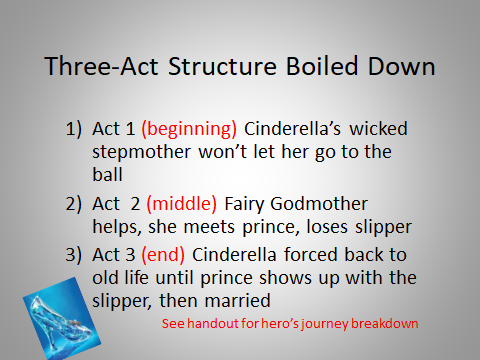 Three-Act Structure Boiled Down
1) Act 1 (beginning) Cinderella’s wicked
stepmother won’t let her go to the
ball
2) Act 2 (middle) Fairy Godmother
helps, she meets prince, loses slipper
3) Act 3 (end) Cinderella forced back to
old life until prince shows up with the
slipper, then married
See handout for hero’s journey breakdown